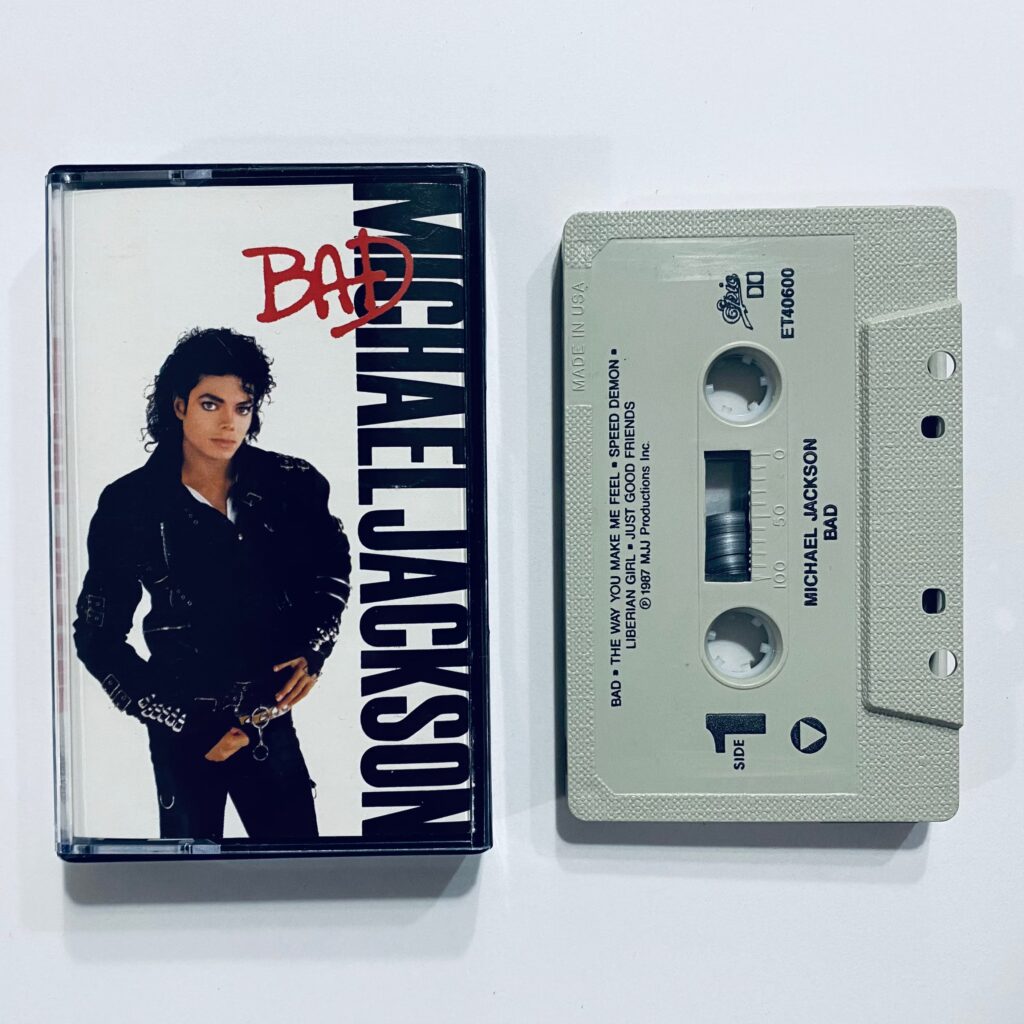 BAD
MICHAEL JACKSON
MADE IN USA
BAD ▪ THE WAY YOU MAKE ME FEEL ▪ SPEED DEMON ▪
LIBERIAN GIRL ▪ JUST GOOD FRIENDS
℗ 1987 MJJ Productions Inc.
SIDE 1
100 50 0
Epic
ET40600
MICHAEL JACKSON
BAD